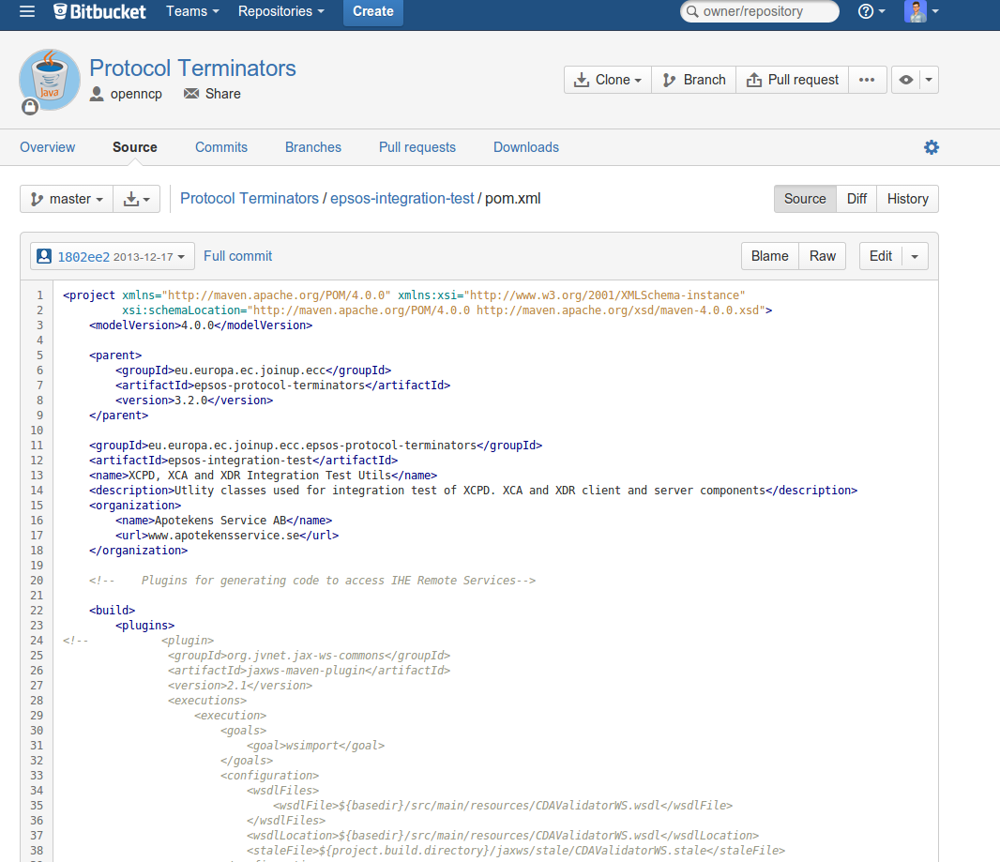 Bitbucket Teams Repositories Create owner/repository
Protocol Terminators
openncp Share
Clone Branch Pull request •••
Java
Overview Source Commits Branches Pull requests Downloads
master Protocol Terminators / epsos-integration-test / pom.xml Source Diff History
1802ee2 2013-12-17 Full commit Blame Raw Edit
1 <project xmlns="http://maven.apache.org/POM/4.0.0" xmlns:xsi="http://www.w3.org/2001/XMLSchema-instance"
2 xsi:schemaLocation="http://maven.apache.org/POM/4.0.0 http://maven.apache.org/xsd/maven-4.0.0.xsd">
3 <modelVersion>4.0.0</modelVersion>
4
5 <parent>
6 <groupId>eu.europa.ec.joinup.ecc</groupId>
7 <artifactId>epsos-protocol-terminators</artifactId>
8 <version>3.2.0</version>
9 </parent>
10
11 <groupId>eu.europa.ec.joinup.ecc.epsos-protocol-terminators</groupId>
12 <artifactId>epsos-integration-test</artifactId>
13 <name>XCPD, XCA and XDR Integration Test Utils</name>
14 <description>Utlity classes used for integration test of XCPD. XCA and XDR client and server components</description>
15 <organization>
16 <name>Apotekens Service AB</name>
17 <url>www.apotekensservice.se</url>
18 </organization>
19
20 <!-- Plugins for generating code to access IHE Remote Services-->
21
22 <build>
23 <plugins>
24 <!-- <plugin>
25 <groupId>org.jvnet.jax-ws-commons</groupId>
26 <artifactId>jaxws-maven-plugin</artifactId>
27 <version>2.1</version>
28 <executions>
29 <execution>
30 <goals>
31 <goal>wsimport</goal>
32 </goals>
33 <configuration>
34 <wsdlFiles>
35 <wsdlFile>${basedir}/src/main/resources/CDAValidatorWS.wsdl</wsdlFile>
36 </wsdlFiles>
37 <wsdlLocation>${basedir}/src/main/resources/CDAValidatorWS.wsdl</wsdlLocation>
38 <staleFile>${project.build.directory}/jaxws/stale/CDAValidatorWS.stale</staleFile>